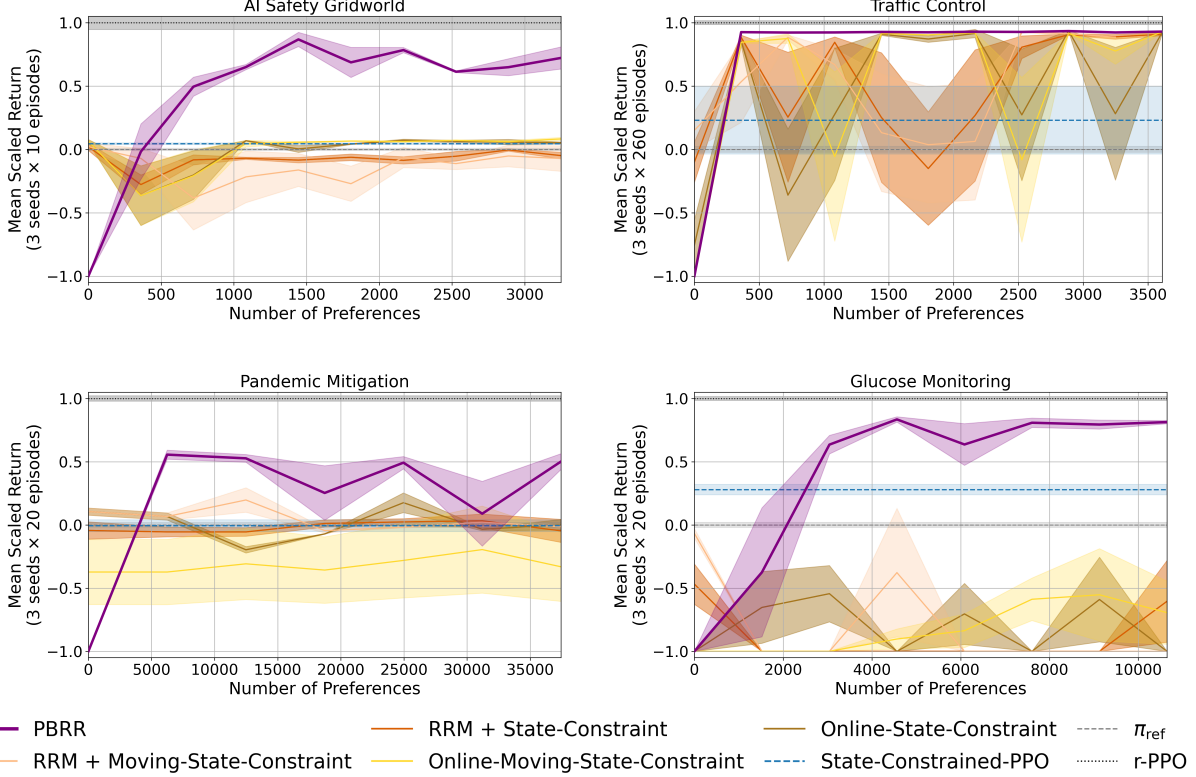 AI Safety Gridworld
Mean Scaled Return
(3 seeds × 10 episodes)
1.0
0.5
0.0
−0.5
−1.0
0 500 1000 1500 2000 2500 3000
Number of Preferences
Traffic Control
Mean Scaled Return
(3 seeds × 260 episodes)
1.0
0.5
0.0
−0.5
−1.0
0 500 1000 1500 2000 2500 3000 3500
Number of Preferences
Pandemic Mitigation
Mean Scaled Return
(3 seeds × 20 episodes)
1.0
0.5
0.0
−0.5
−1.0
0 5000 10000 15000 20000 25000 30000 35000
Number of Preferences
Glucose Monitoring
Mean Scaled Return
(3 seeds × 20 episodes)
1.0
0.5
0.0
−0.5
−1.0
0 2000 4000 6000 8000 10000
Number of Preferences
PBRR RRM + State-Constraint Online-State-Constraint π_ref
RRM + Moving-State-Constraint Online-Moving-State-Constraint State-Constrained-PPO r-PPO